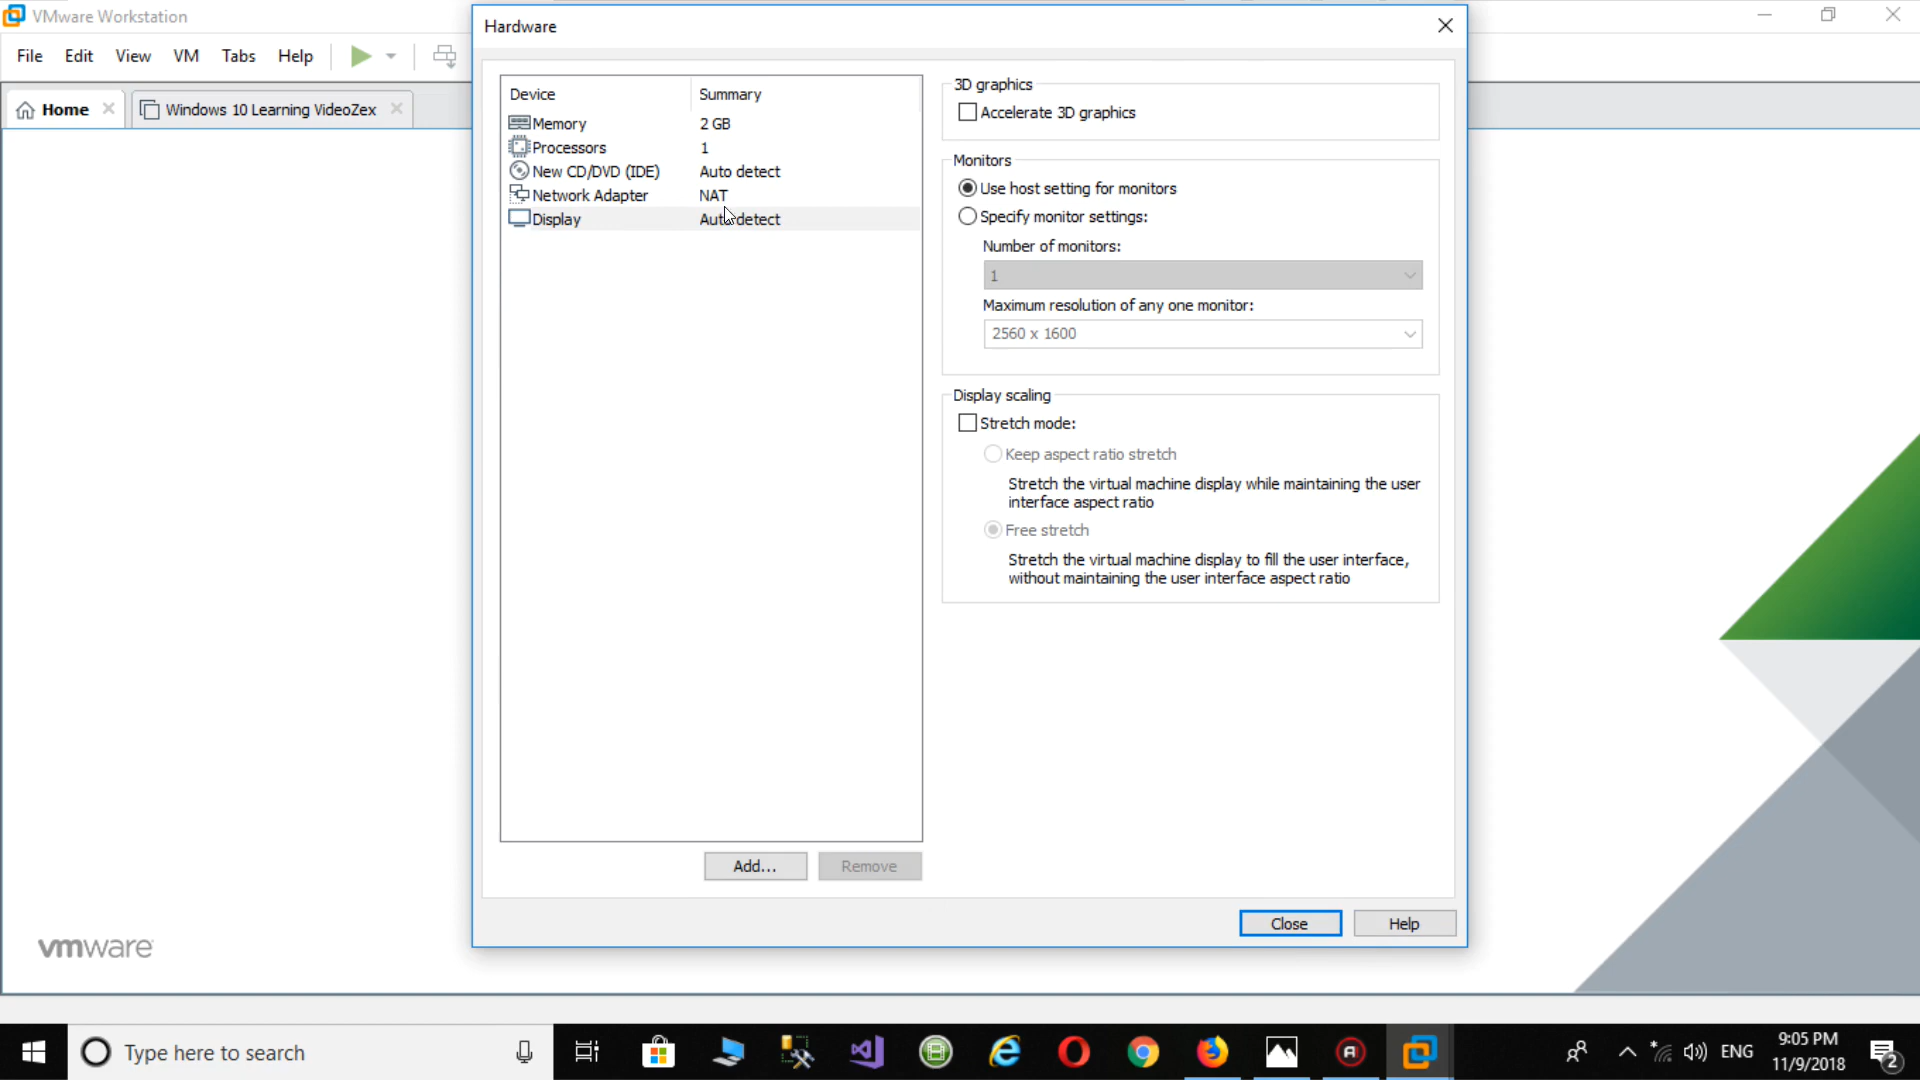 VMware Workstation
File Edit View VM Tabs Help
Home
Windows 10 Learning VideoZex
Hardware
Device Summary
Memory 2 GB
Processors 1
New CD/DVD (IDE) Auto detect
Network Adapter NAT
Display Auto detect
Add...
Remove
3D graphics
Accelerate 3D graphics
Monitors
Use host setting for monitors
Specify monitor settings:
Number of monitors:
1
Maximum resolution of any one monitor:
2560 x 1600
Display scaling
Stretch mode:
Keep aspect ratio stretch
Stretch the virtual machine display while maintaining the user
interface aspect ratio
Free stretch
Stretch the virtual machine display to fill the user interface,
without maintaining the user interface aspect ratio
Close
Help
vmware
Type here to search
ENG
9:05 PM
11/9/2018
2